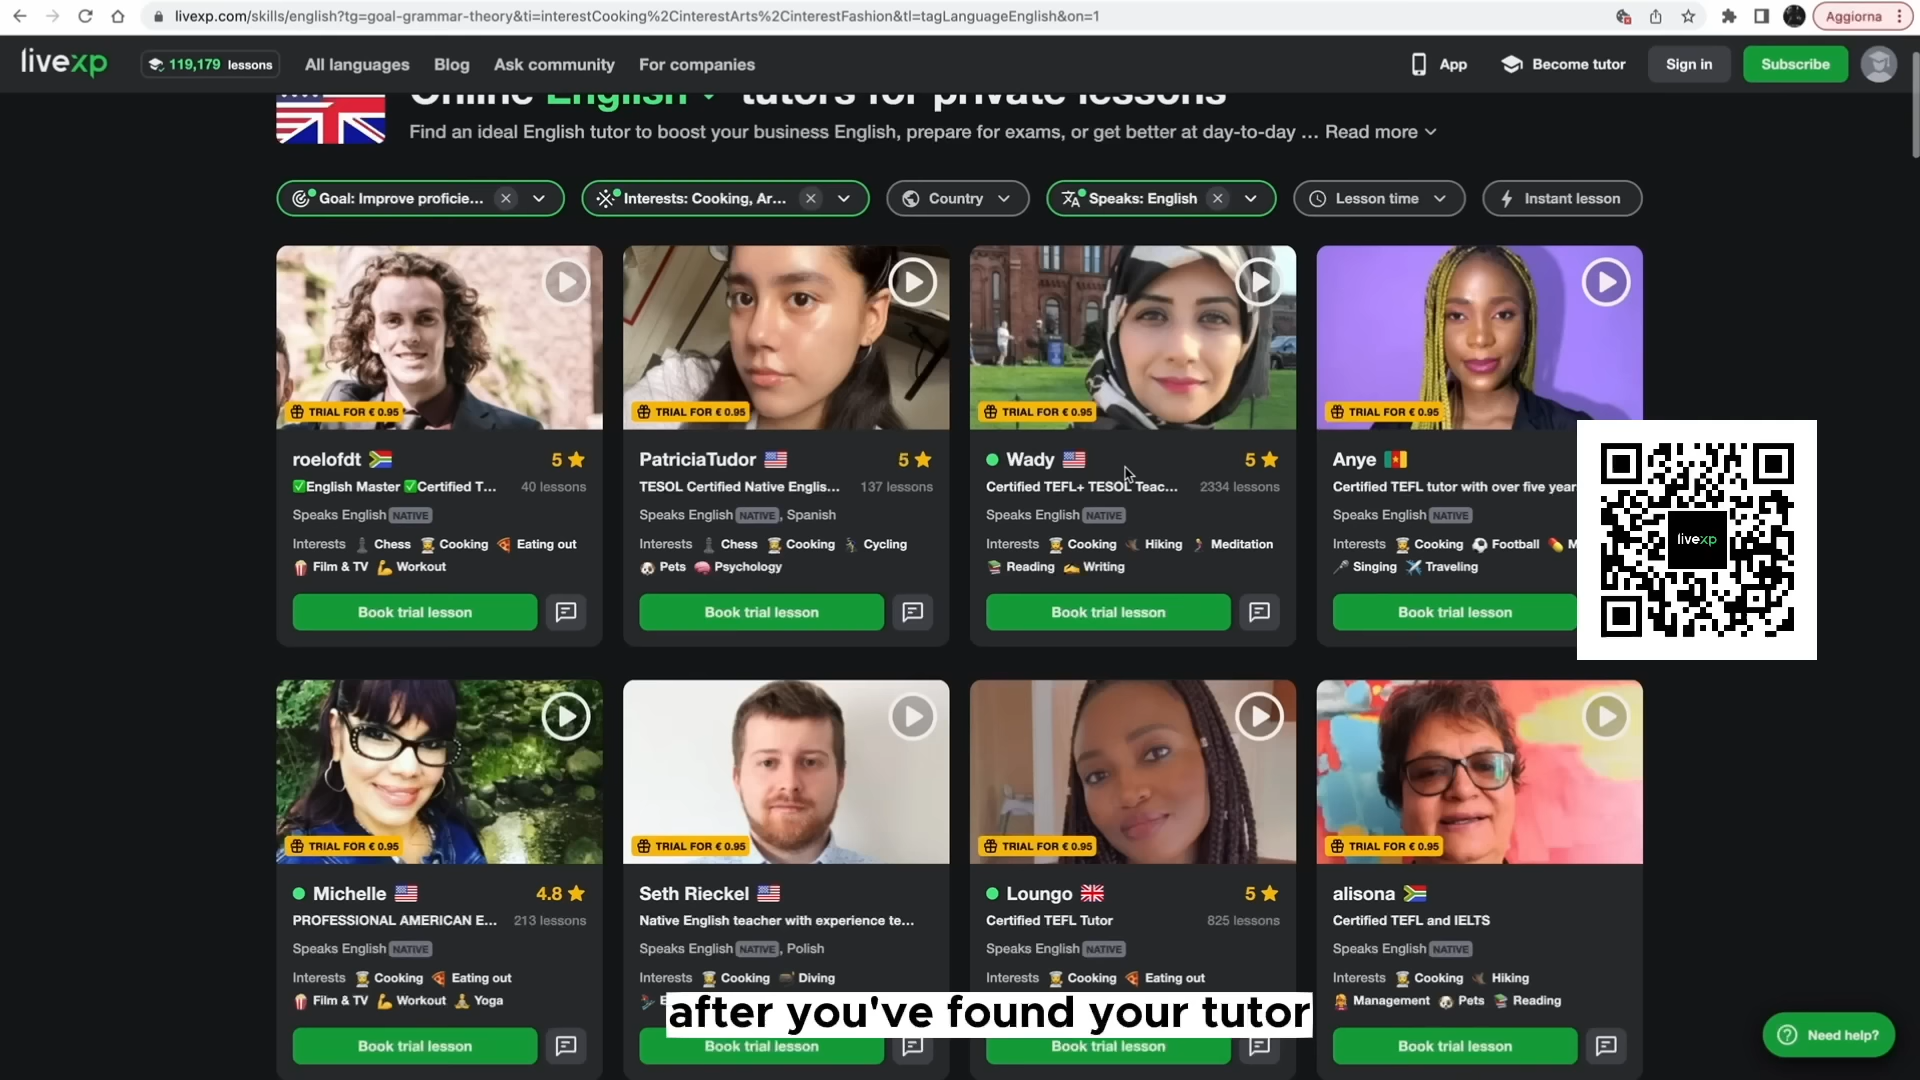 livexp.com/skills/english?tg=goal-grammar-theory&ti=interestCooking%2CinterestArts%2CinterestFashion&tl=tagLanguageEnglish&on=1
Aggiorna
livexp
119,179 lessons
All languages
Blog
Ask community
For companies
App
Become tutor
Sign in
Subscribe
Online English tutors for private lessons
Find an ideal English tutor to boost your business English, prepare for exams, or get better at day-to-day ... Read more
Goal: Improve proficie...
Interests: Cooking, Ar...
Country
Speaks: English
Lesson time
Instant lesson
TRIAL FOR € 0.95
TRIAL FOR € 0.95
TRIAL FOR € 0.95
TRIAL FOR € 0.95
roelofdt 5
✅English Master ✅Certified T... 40 lessons
Speaks English NATIVE
Interests Chess Cooking Eating out
Film & TV Workout
Book trial lesson
PatriciaTudor 5
TESOL Certified Native Englis... 137 lessons
Speaks English NATIVE, Spanish
Interests Chess Cooking Cycling
Pets Psychology
Book trial lesson
Wady 5
Certified TEFL+ TESOL Teac... 2334 lessons
Speaks English NATIVE
Interests Cooking Hiking Meditation
Reading Writing
Book trial lesson
Anye
Certified TEFL tutor with over five year
Speaks English NATIVE
Interests Cooking Football M
Singing Traveling
Book trial lesson
livexp
TRIAL FOR € 0.95
TRIAL FOR € 0.95
TRIAL FOR € 0.95
TRIAL FOR € 0.95
Michelle 4.8
PROFESSIONAL AMERICAN E... 213 lessons
Speaks English NATIVE
Interests Cooking Eating out
Film & TV Workout Yoga
Book trial lesson
Seth Rieckel
Native English teacher with experience te...
Speaks English NATIVE, Polish
Interests Cooking Diving
Book trial lesson
Loungo 5
Certified TEFL Tutor 825 lessons
Speaks English NATIVE
Interests Cooking Eating out
Book trial lesson
alisona
Certified TEFL and IELTS
Speaks English NATIVE
Interests Cooking Hiking
Management Pets Reading
Book trial lesson
after you've found your tutor
Need help?